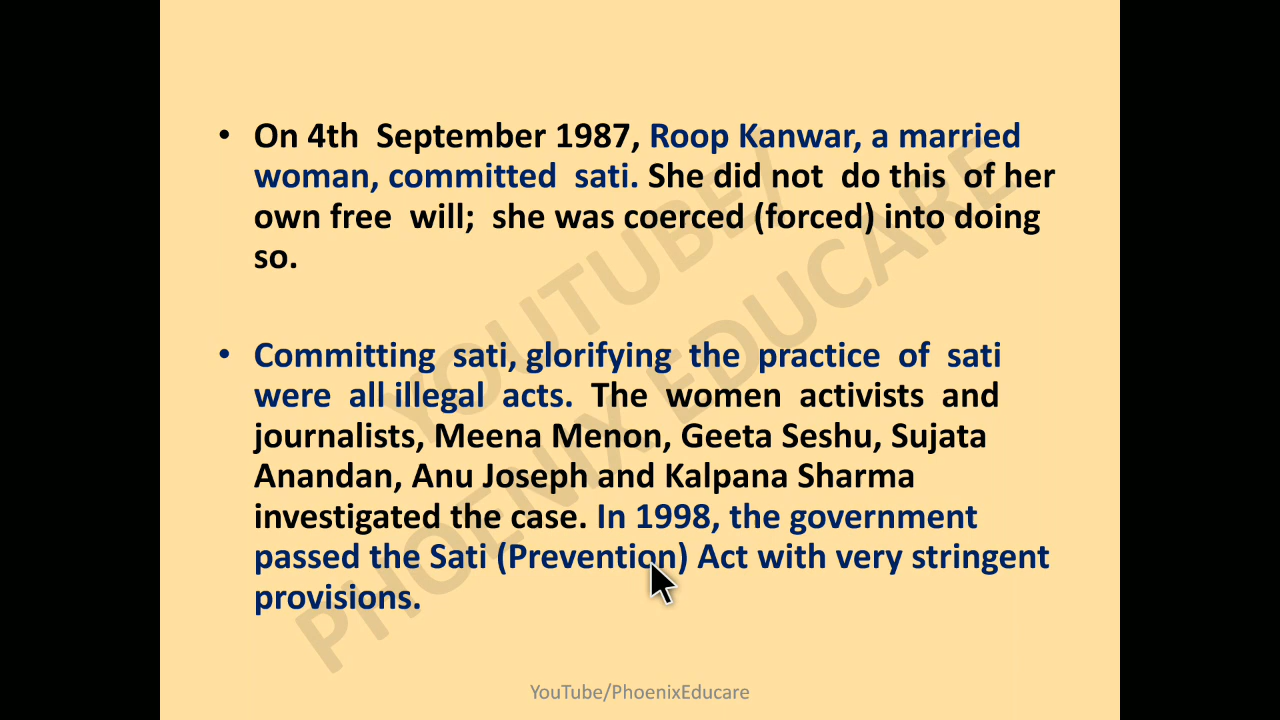 • On 4th September 1987, Roop Kanwar, a married
woman, committed sati. She did not do this of her
own free will; she was coerced (forced) into doing
so.
• Committing sati, glorifying the practice of sati
were all illegal acts. The women activists and
journalists, Meena Menon, Geeta Seshu, Sujata
Anandan, Anu Joseph and Kalpana Sharma
investigated the case. In 1998, the government
passed the Sati (Prevention) Act with very stringent
provisions.
YOUTUBE/
PHOENIX EDUCARE
YouTube/PhoenixEducare